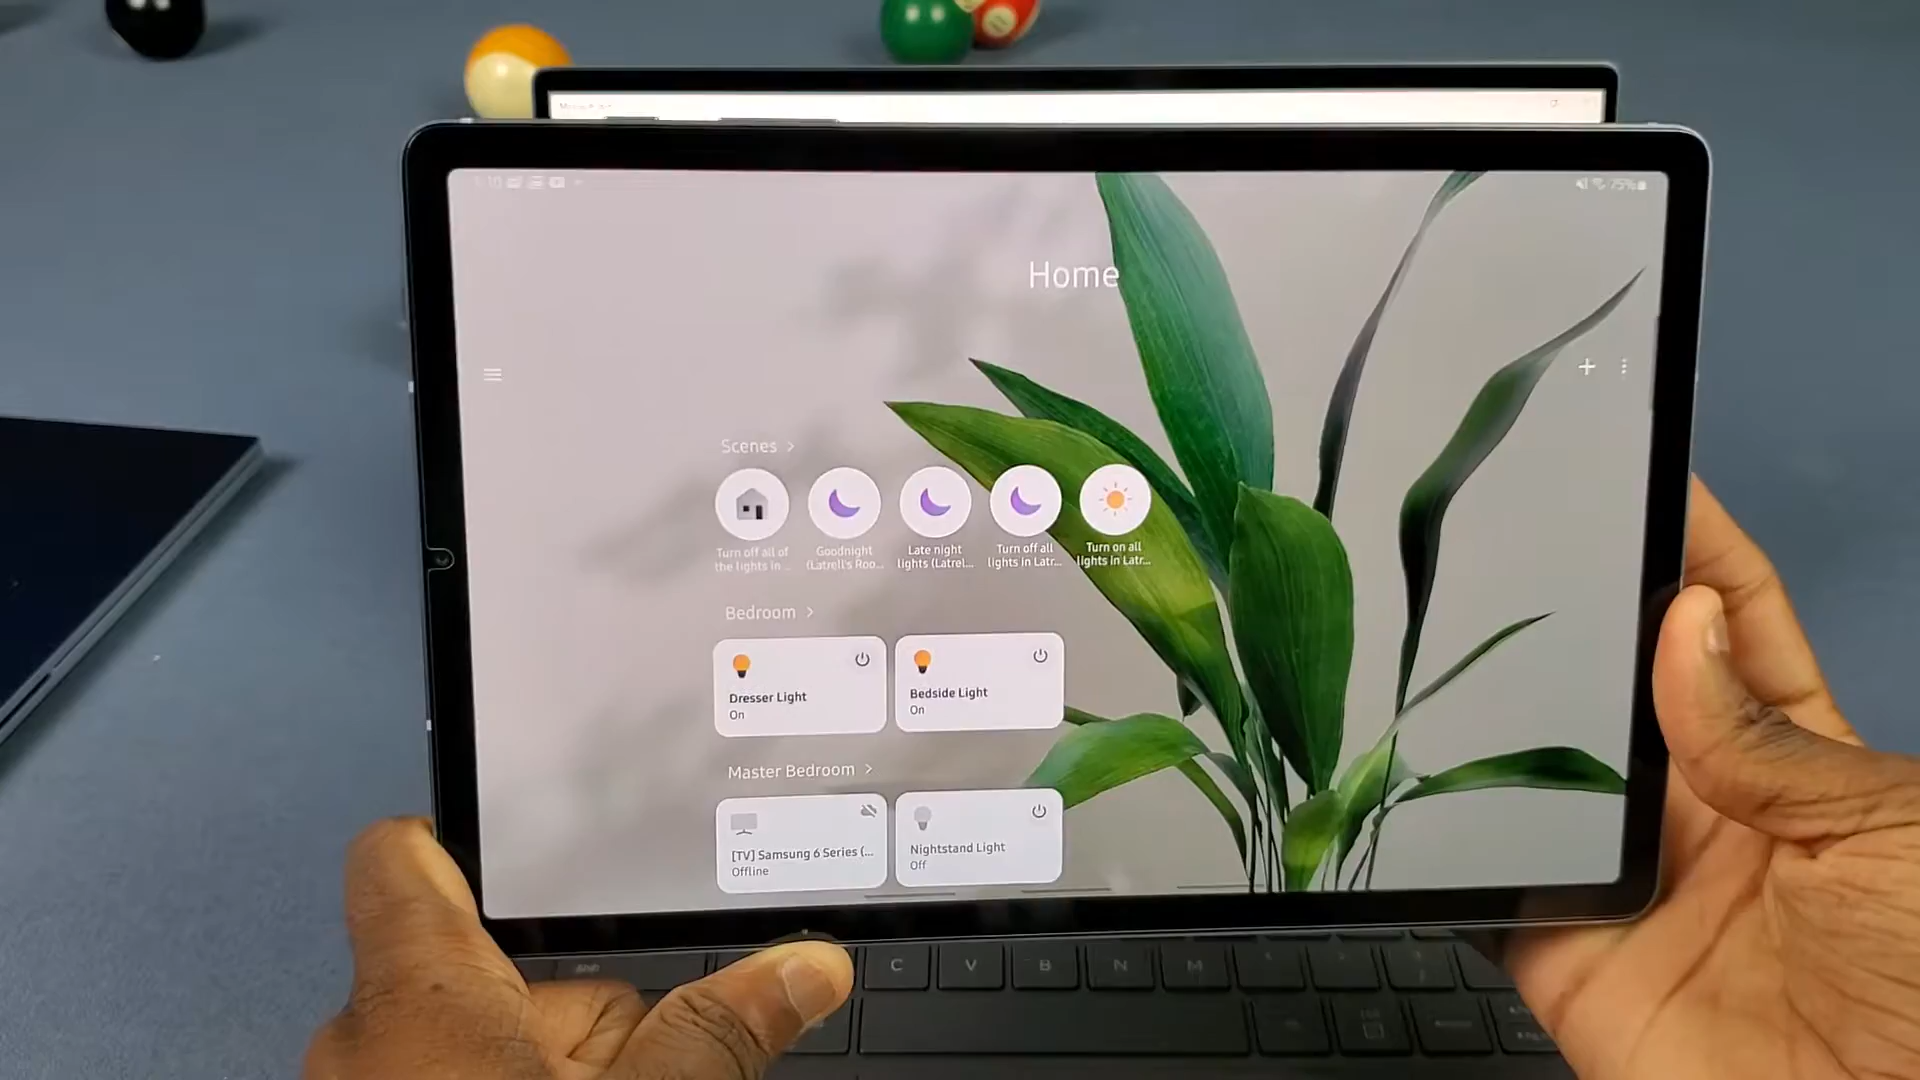 75%
Home
Scenes >
Turn off all of
the lights in ...
Goodnight
(Latrell's Roo...
Late night
lights (Latrel...
Turn off all
lights in Latr...
Turn on all
lights in Latr...
Bedroom >
Dresser Light
On
Bedside Light
On
Master Bedroom >
[TV] Samsung 6 Series (...
Offline
Nightstand Light
Off
Shift
C V B N M